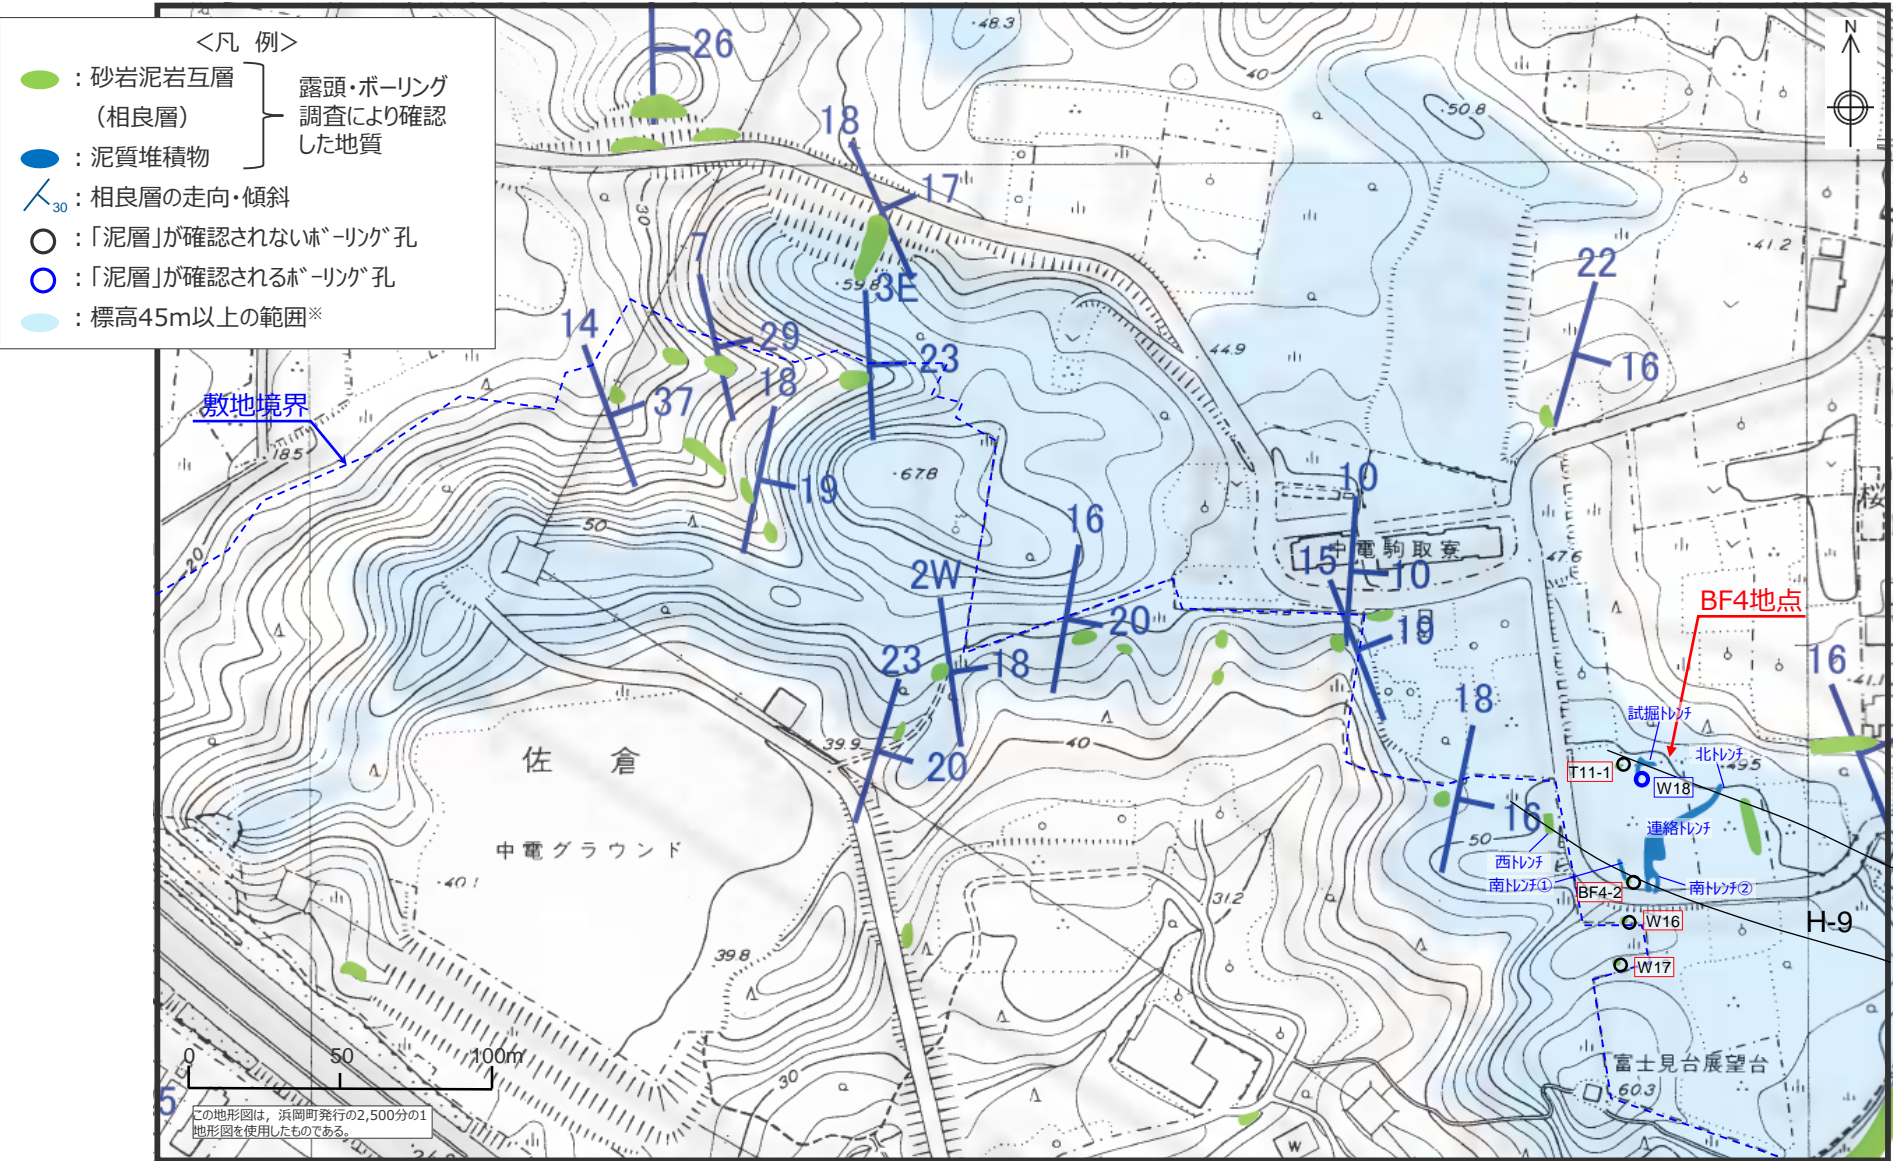 <凡 例>
：砂岩泥岩互層
（相良層）
：泥質堆積物
露頭・ボーリング
調査により確認
した地質
30
：相良層の走向・傾斜
：「泥層」が確認されないボーリング孔
：「泥層」が確認されるボーリング孔
：標高45m以上の範囲※
N
26
48.3
40
50.8
18
17
30
41.2
7
59.8
3E
22
14
29
44.9
23
16
18
37
敷地境界
18.5
67.8
19
10
桜
50
16
中電駒取寮
47.6
20
15
10
2W
BF4地点
20
19
23
18
16
41.1
18
試掘トレンチ
佐倉
39.9
40
北トレンチ
49.5
20
T11-1
W18
16
連絡トレンチ
中電グラウンド
50
西トレンチ
40.1
南トレンチ①
南トレンチ②
BF4-2
31.2
W16
H-9
39.8
W17
0 50 100m
富士見台展望台
30
60.3
5
この地形図は，浜岡町発行の2,500分の1
地形図を使用したものである。
W